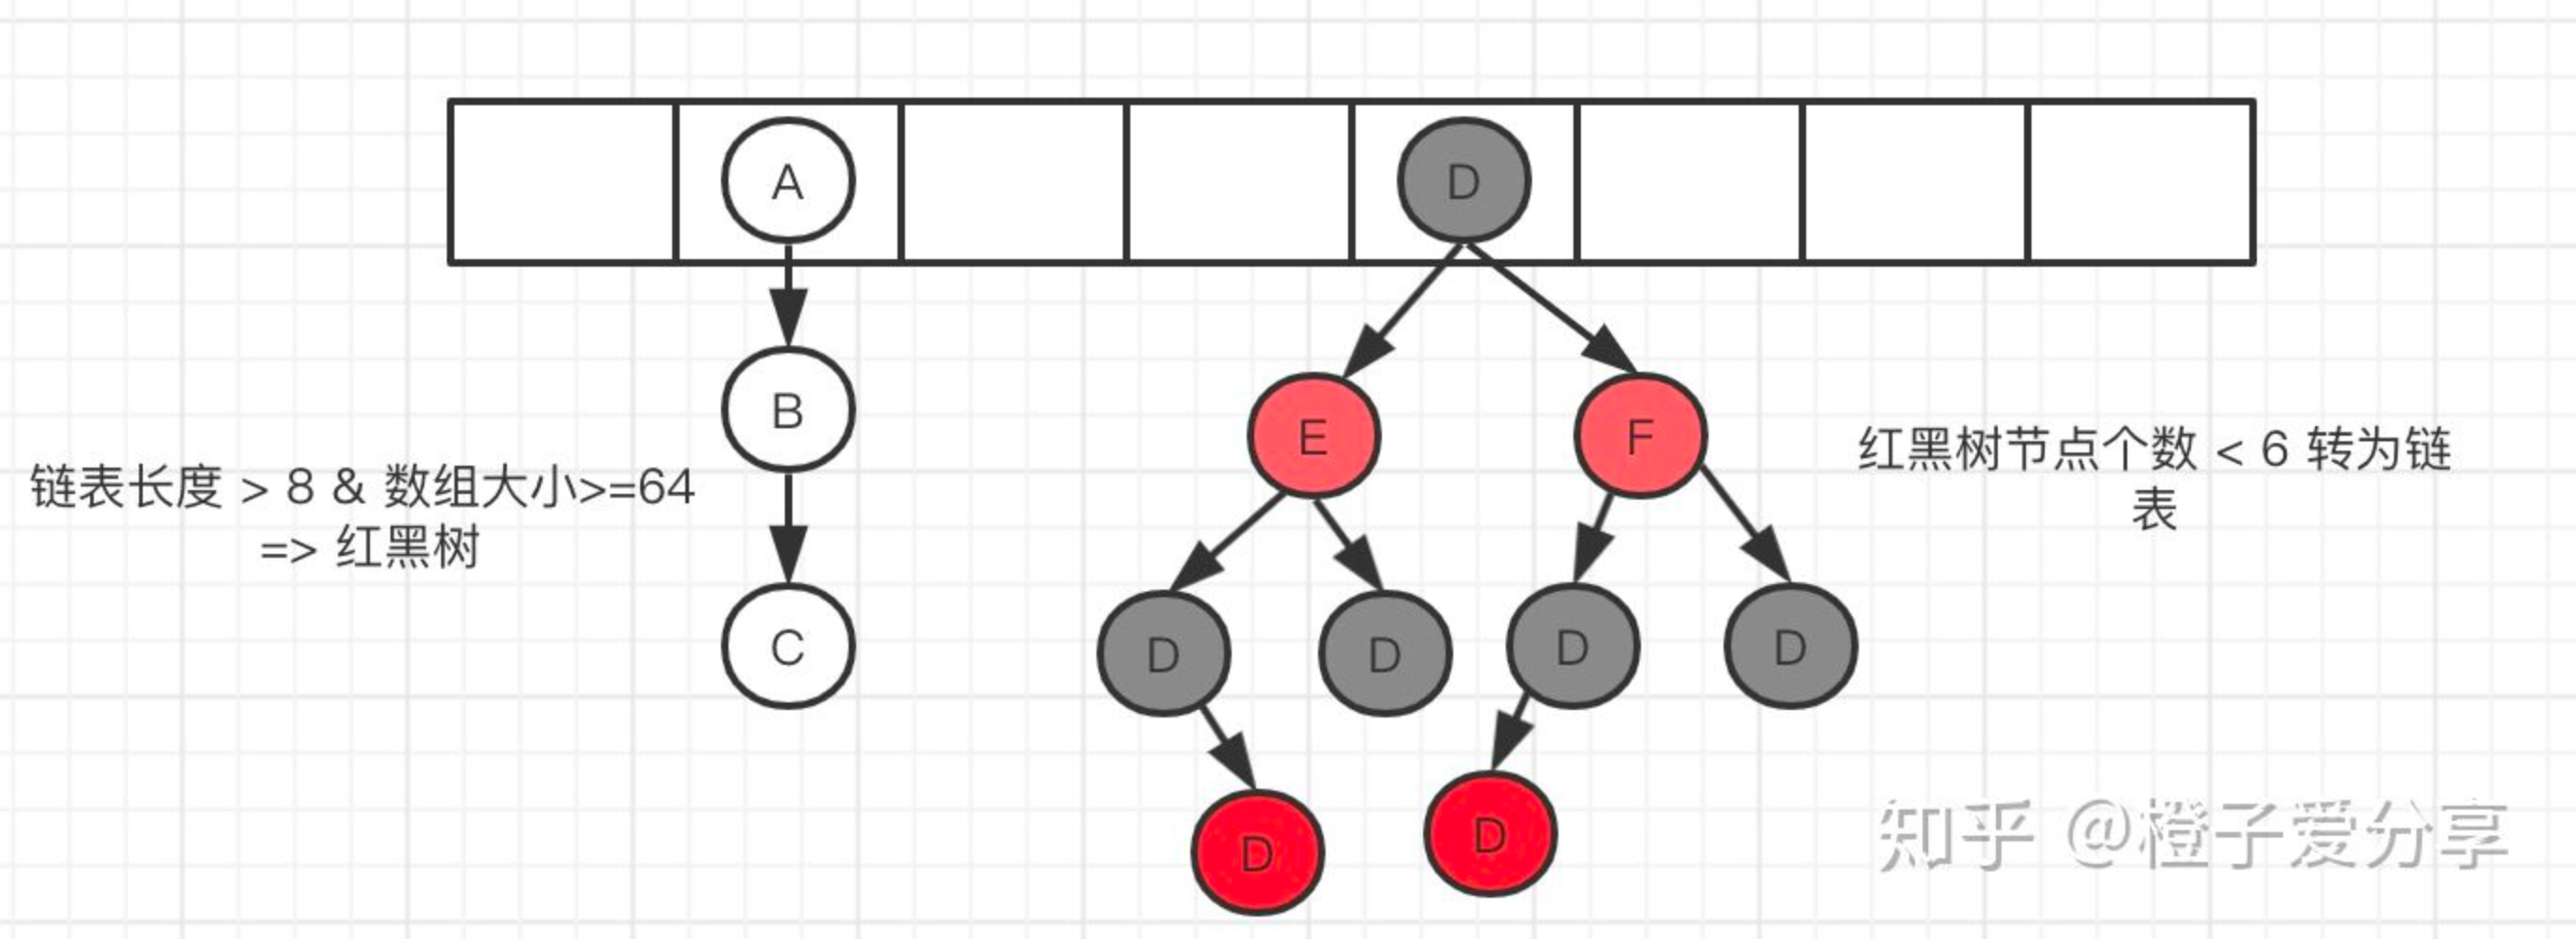 A
D
B
E
F
链表长度 > 8 & 数组大小>=64
=> 红黑树
红黑树节点个数 < 6 转为链
表
C
D
D
D
D
D
D
知乎 @橙子爱分享